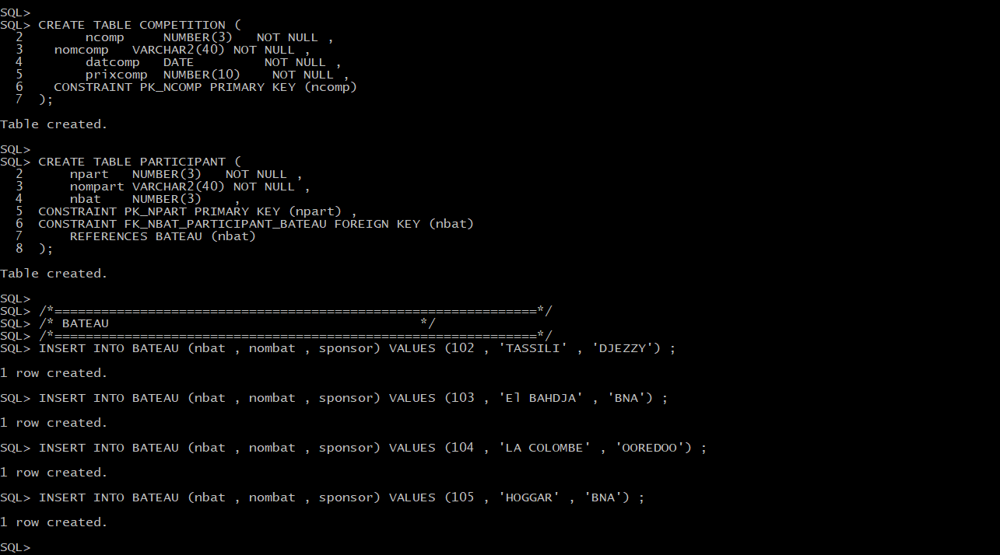 SQL>
SQL> CREATE TABLE COMPETITION (
  2        ncomp     NUMBER(3)   NOT NULL ,
  3    nomcomp   VARCHAR2(40) NOT NULL ,
  4        datcomp   DATE         NOT NULL ,
  5        prixcomp  NUMBER(10)    NOT NULL ,
  6    CONSTRAINT PK_NCOMP PRIMARY KEY (ncomp)
  7  );
Table created.
SQL>
SQL> CREATE TABLE PARTICIPANT (
  2      npart   NUMBER(3)   NOT NULL ,
  3      nompart VARCHAR2(40) NOT NULL ,
  4      nbat    NUMBER(3)    ,
  5  CONSTRAINT PK_NPART PRIMARY KEY (npart) ,
  6  CONSTRAINT FK_NBAT_PARTICIPANT_BATEAU FOREIGN KEY (nbat)
  7      REFERENCES BATEAU (nbat)
  8  );
Table created.
SQL>
SQL> /*==============================================================*/
SQL> /* BATEAU                                        */
SQL> /*==============================================================*/
SQL> INSERT INTO BATEAU (nbat , nombat , sponsor) VALUES (102 , 'TASSILI' , 'DJEZZY') ;
1 row created.
SQL> INSERT INTO BATEAU (nbat , nombat , sponsor) VALUES (103 , 'El BAHDJA' , 'BNA') ;
1 row created.
SQL> INSERT INTO BATEAU (nbat , nombat , sponsor) VALUES (104 , 'LA COLOMBE' , 'OOREDOO') ;
1 row created.
SQL> INSERT INTO BATEAU (nbat , nombat , sponsor) VALUES (105 , 'HOGGAR' , 'BNA') ;
1 row created.
SQL>